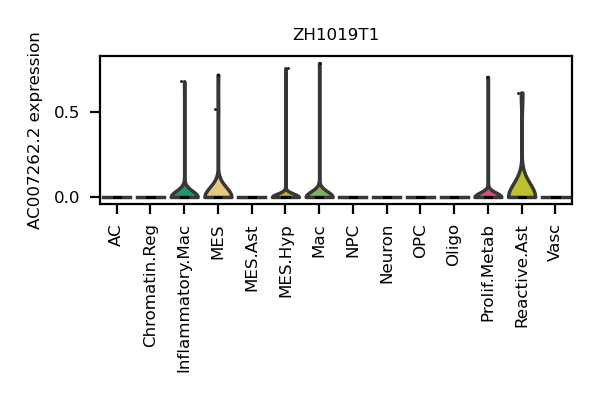 ZH1019T1
AC007262.2 expression
0.5
0.0
AC
Chromatin.Reg
Inflammatory.Mac
MES
MES.Ast
MES.Hyp
Mac
NPC
Neuron
OPC
Oligo
Prolif.Metab
Reactive.Ast
Vasc